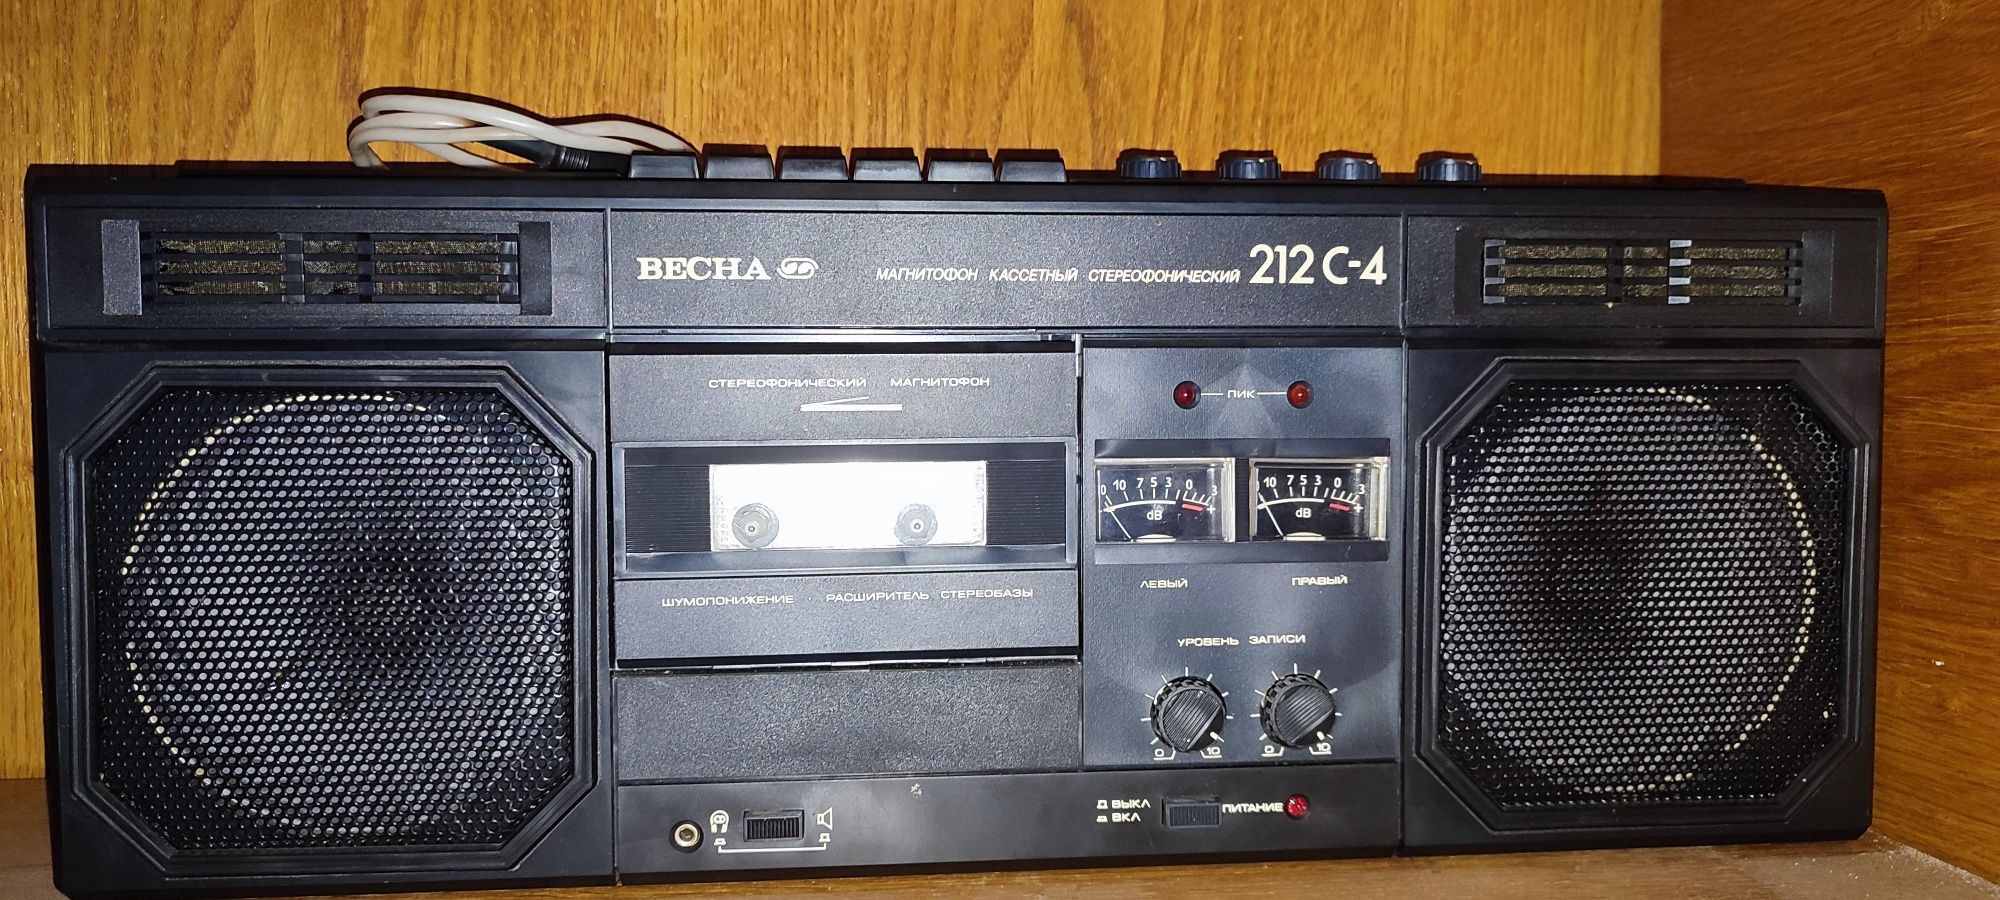 ВЕСНА
МАГНИТОФОН КАССЕТНЫЙ СТЕРЕОФОНИЧЕСКИЙ 212 С-4
СТЕРЕОФОНИЧЕСКИЙ МАГНИТОФОН
ПИК
10 7 5 3 0 3
+
dB
10 7 5 3 0 3
+
dB
ЛЕВЫЙ
ПРАВЫЙ
ШУМОПОНИЖЕНИЕ · РАСШИРИТЕЛЬ СТЕРЕОБАЗЫ
УРОВЕНЬ ЗАПИСИ
0 10
0 10
ВЫКЛ
ВКЛ
ПИТАНИЕ